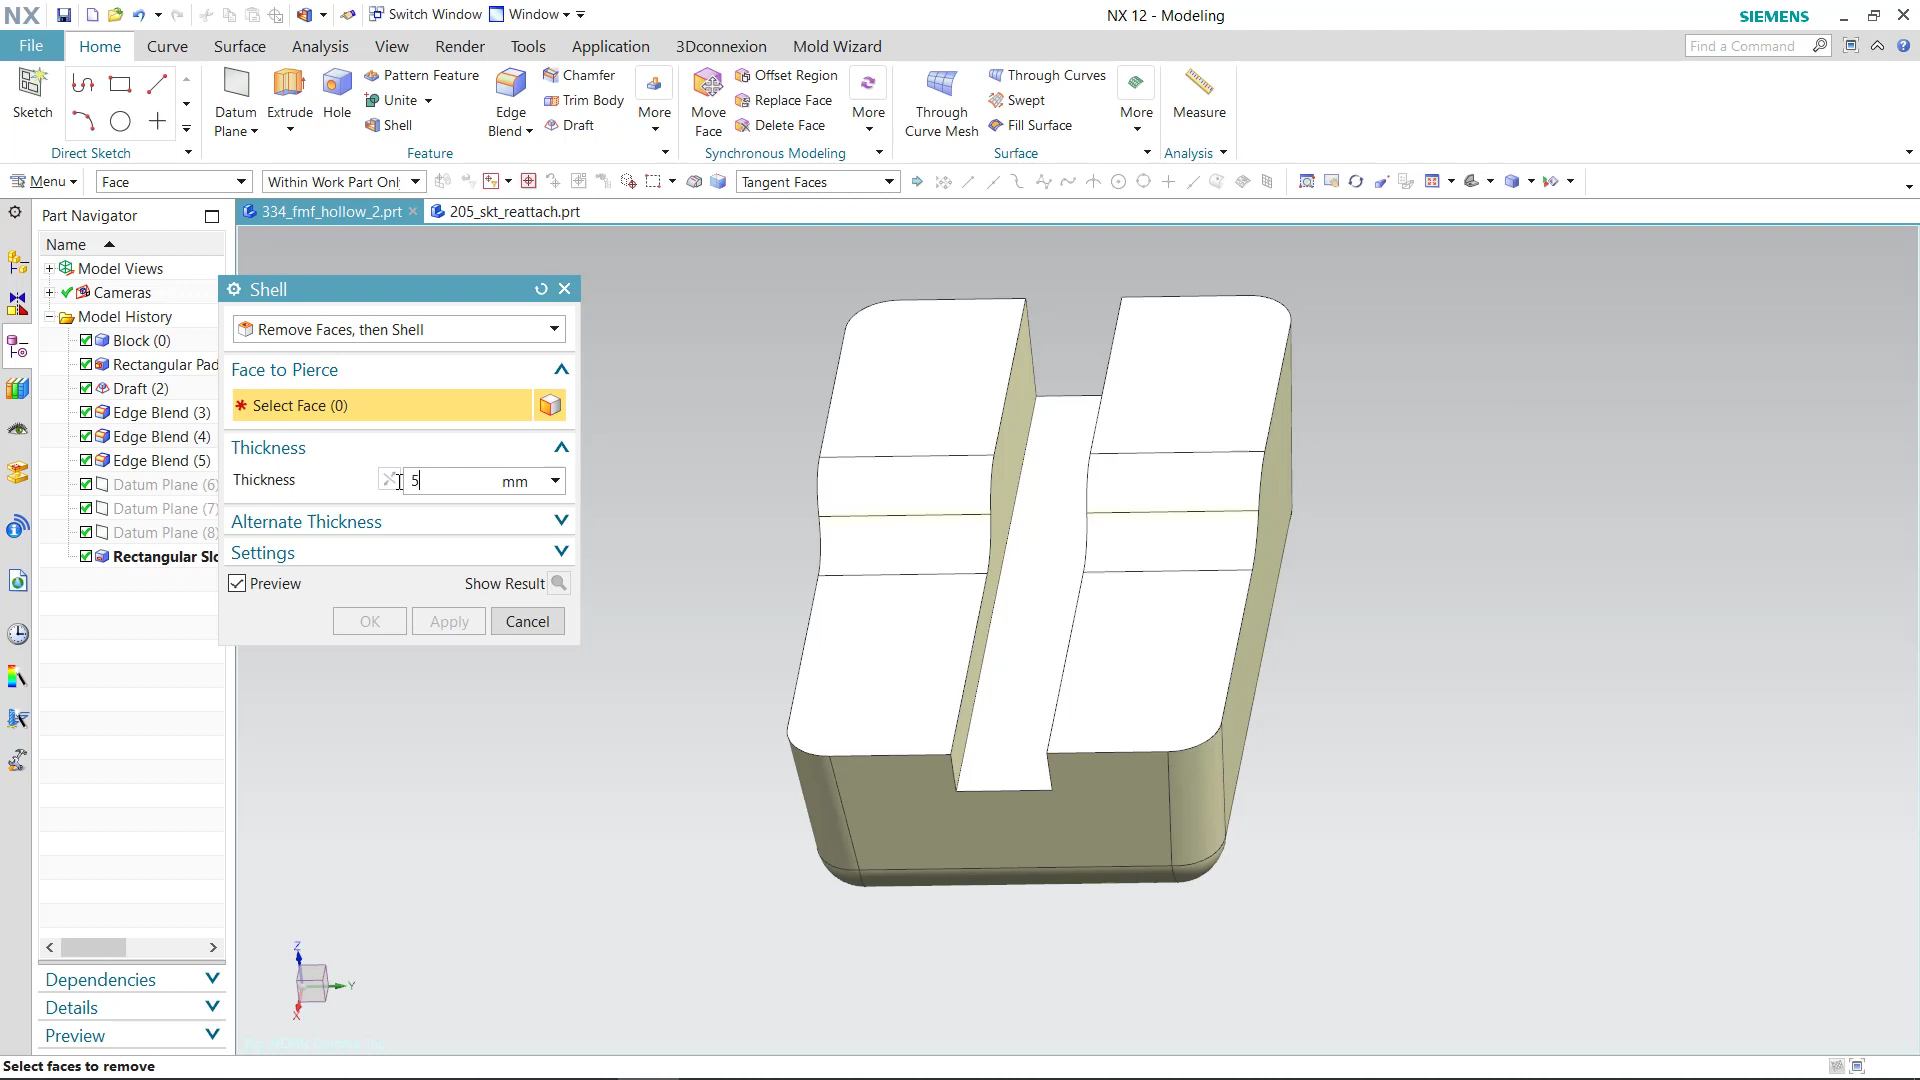 NX
Switch Window
Window
NX 12 - Modeling
SIEMENS
File
Home
Curve
Surface
Analysis
View
Render
Tools
Application
3Dconnexion
Mold Wizard
Find a Command
Sketch
Direct Sketch
Datum
Plane
Extrude
Hole
Pattern Feature
Unite
Shell
Edge
Blend
Chamfer
Trim Body
Draft
More
Feature
Move
Face
Offset Region
Replace Face
Delete Face
More
Synchronous Modeling
Through
Curve Mesh
Through Curves
Swept
Fill Surface
More
Surface
Measure
Analysis
Menu
Face
Within Work Part Onl
Tangent Faces
Part Navigator
334_fmf_hollow_2.prt
205_skt_reattach.prt
Name
Model Views
Cameras
Model History
Block (0)
Rectangular Pad
Draft (2)
Edge Blend (3)
Edge Blend (4)
Edge Blend (5)
Datum Plane (6)
Datum Plane (7)
Datum Plane (8)
Rectangular Slo
Shell
Remove Faces, then Shell
Face to Pierce
* Select Face (0)
Thickness
Thickness
5
mm
Alternate Thickness
Settings
Preview
Show Result
OK
Apply
Cancel
Z
Y
X
Dependencies
Details
Preview
Select faces to remove